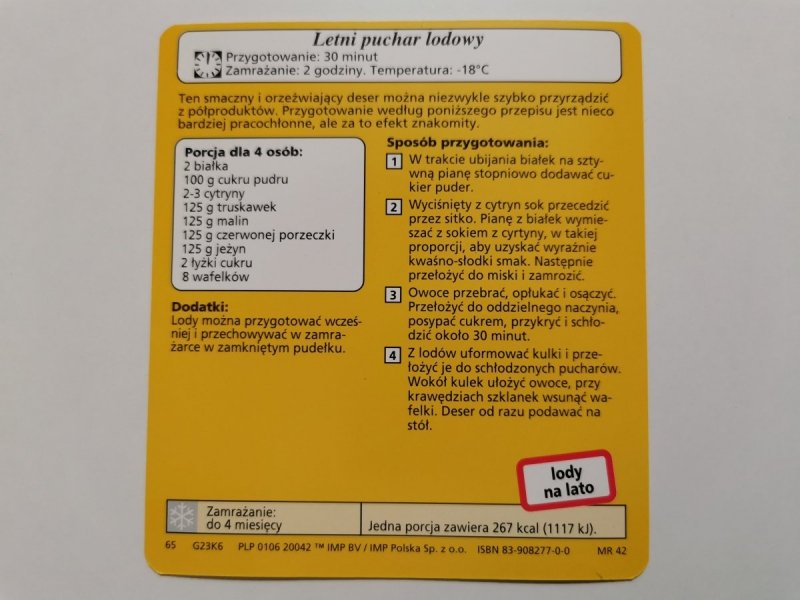 Letni puchar lodowy
Przygotowanie: 30 minut
Zamrażanie: 2 godziny. Temperatura: -18°C
Ten smaczny i orzeźwiający deser można niezwykle szybko przyrządzić
z półproduktów. Przygotowanie według poniższego przepisu jest nieco
bardziej pracochłonne, ale za to efekt znakomity.
Porcja dla 4 osób:
2 białka
100 g cukru pudru
2-3 cytryny
125 g truskawek
125 g malin
125 g czerwonej porzeczki
125 g jeżyn
2 łyżki cukru
8 wafelków
Dodatki:
Lody można przygotować wcześ-
niej i przechowywać w zamra-
żarce w zamkniętym pudełku.
Sposób przygotowania:
1 W trakcie ubijania białek na szty-
wną pianę stopniowo dodawać cu-
kier puder.
2 Wyciśnięty z cytryn sok przecedzić
przez sitko. Pianę z białek wymie-
szać z sokiem z cyrtyny, w takiej
proporcji, aby uzyskać wyraźnie
kwaśno-słodki smak. Następnie
przełożyć do miski i zamrozić.
3 Owoce przebrać, opłukać i osączyć.
Przełożyć do oddzielnego naczynia,
posypać cukrem, przykryć i schło-
dzić około 30 minut.
4 Z lodów uformować kulki i prze-
łożyć je do schłodzonych pucharów.
Wokół kulek ułożyć owoce, przy
krawędziach szklanek wsunąć wa-
felki. Deser od razu podawać na
stół.
lody
na lato
Zamrażanie:
do 4 miesięcy
Jedna porcja zawiera 267 kcal (1117 kJ).
65 G23K6 PLP 0106 20042 ™ IMP BV / IMP Polska Sp. z o.o. ISBN 83-908277-0-0 MR 42